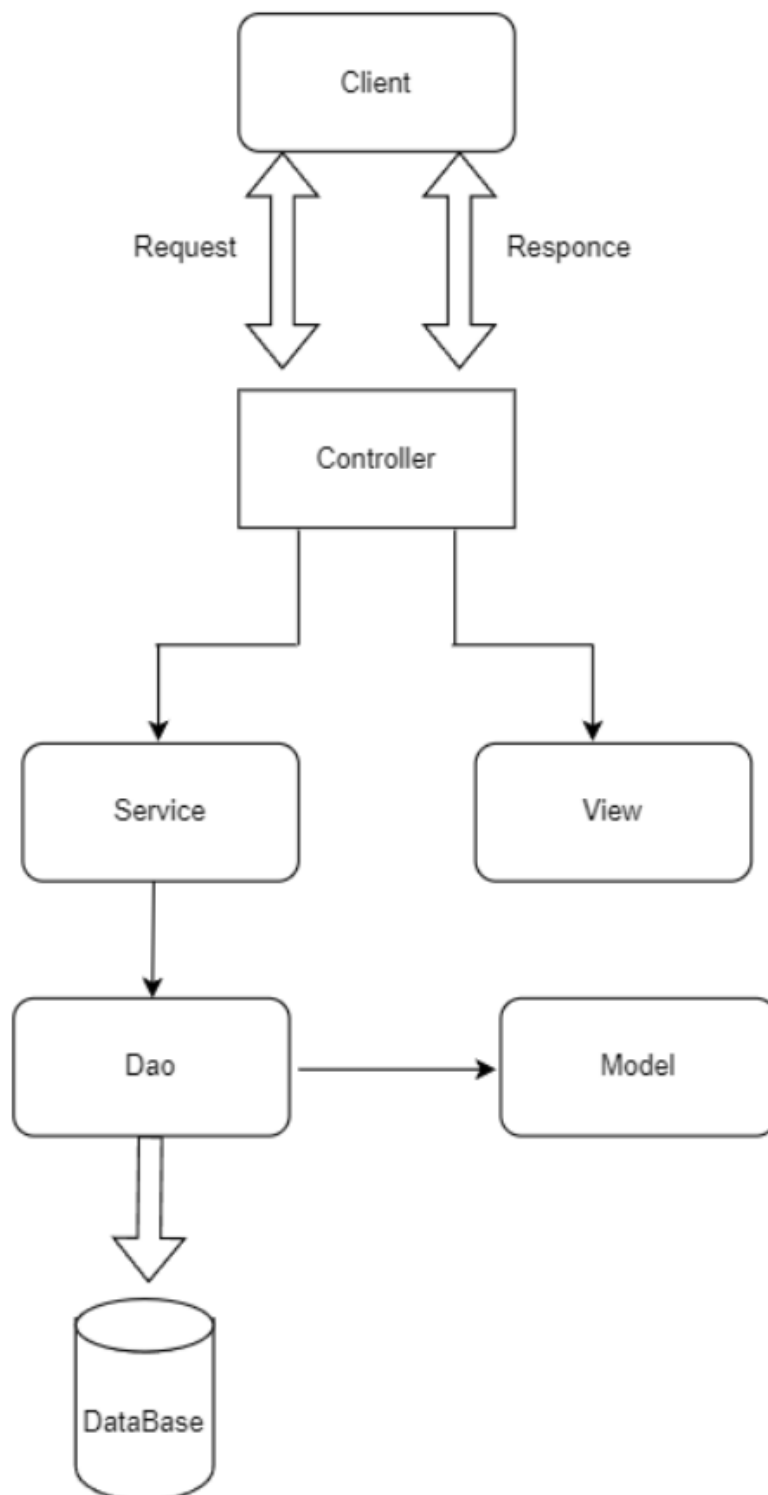 Client
Request
Responce
Controller
Service
View
Dao
Model
DataBase